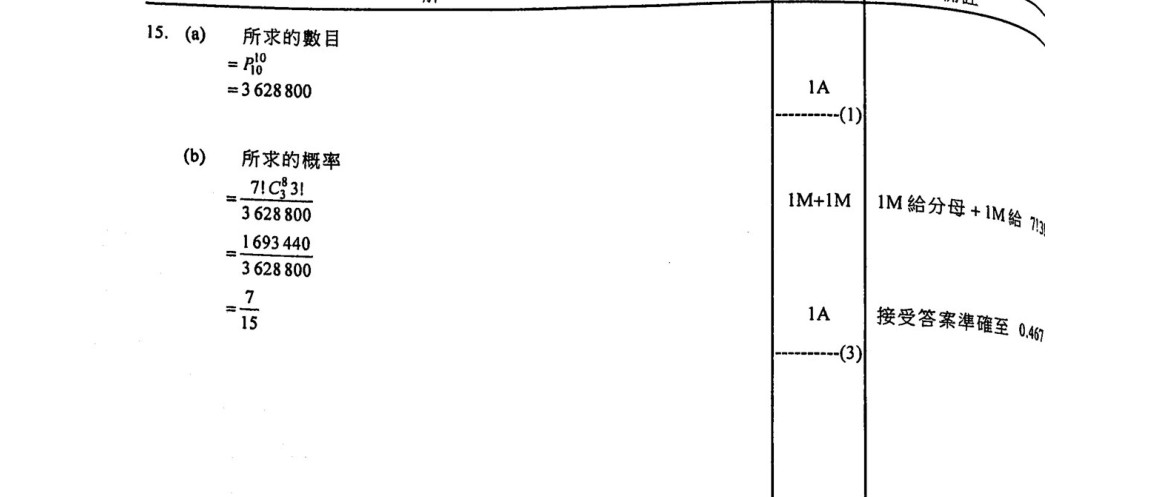 15. (a) 所求的數目
= P₁₀¹⁰
= 3 628 800 1A
-----------(1)
(b) 所求的概率
= 7! C₃⁸ 3! / 3 628 800 1M+1M 1M 給分母 + 1M 給 7!3!
= 1 693 440 / 3 628 800
= 7 / 15 1A 接受答案準確至 0.467
-----------(3)